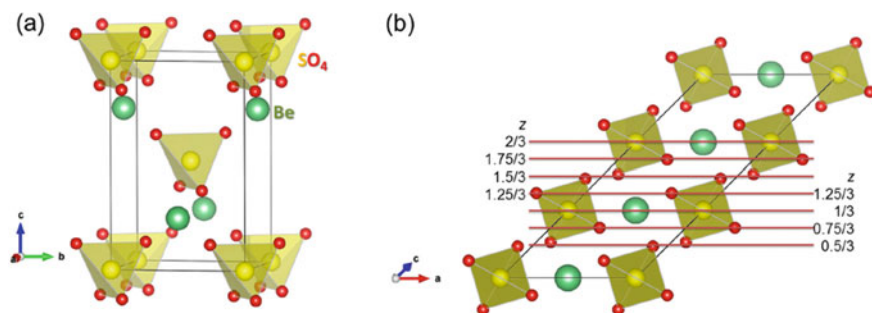 (a)
SO₄
Be
c
a
b
(b)
z
2/3
1.75/3
1.5/3
1.25/3
z
1.25/3
1/3
0.75/3
0.5/3
c
a